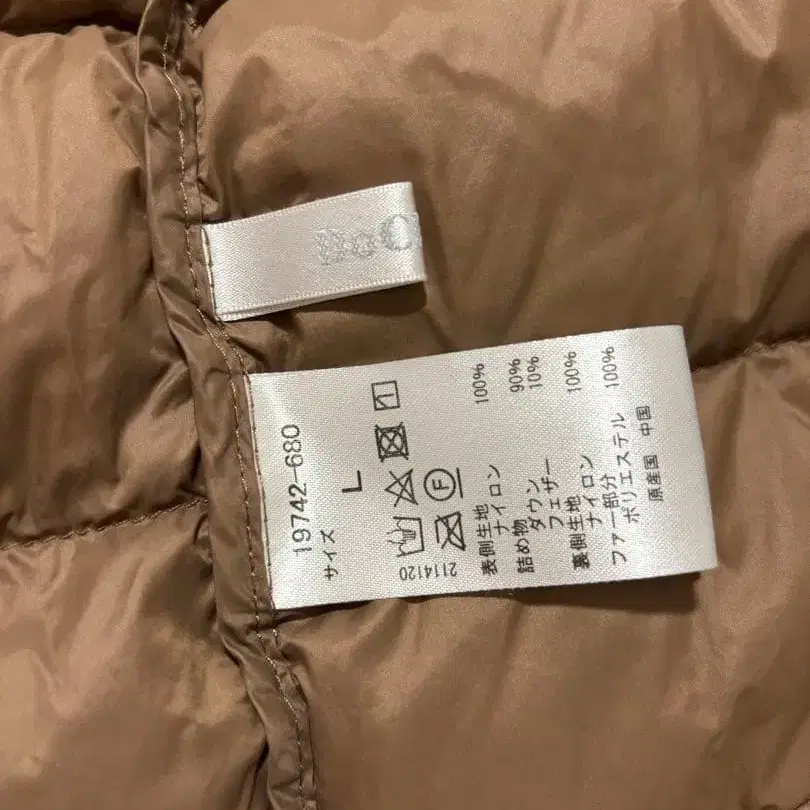 DoC
19742-680
サイズ
L
2114120
表側生地
ナイロン 100%
詰め物
ダウン 90%
フェザー 10%
裏側生地
ナイロン 100%
ファー部分
ポリエステル 100%
原産国 中国
F